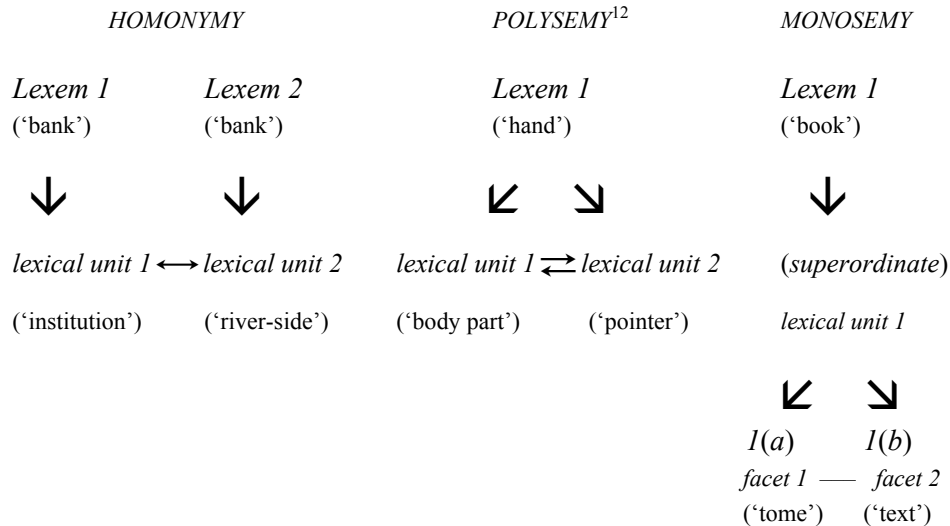 HOMONYMY POLYSEMY12 MONOSEMY
Lexem 1 Lexem 2 Lexem 1 Lexem 1
(‘bank’) (‘bank’) (‘hand’) (‘book’)
lexical unit 1 lexical unit 2 lexical unit 1 lexical unit 2 (superordinate)
(‘institution’) (‘river-side’) (‘body part’) (‘pointer’) lexical unit 1
1(a) 1(b)
facet 1 facet 2
(‘tome’) (‘text’)